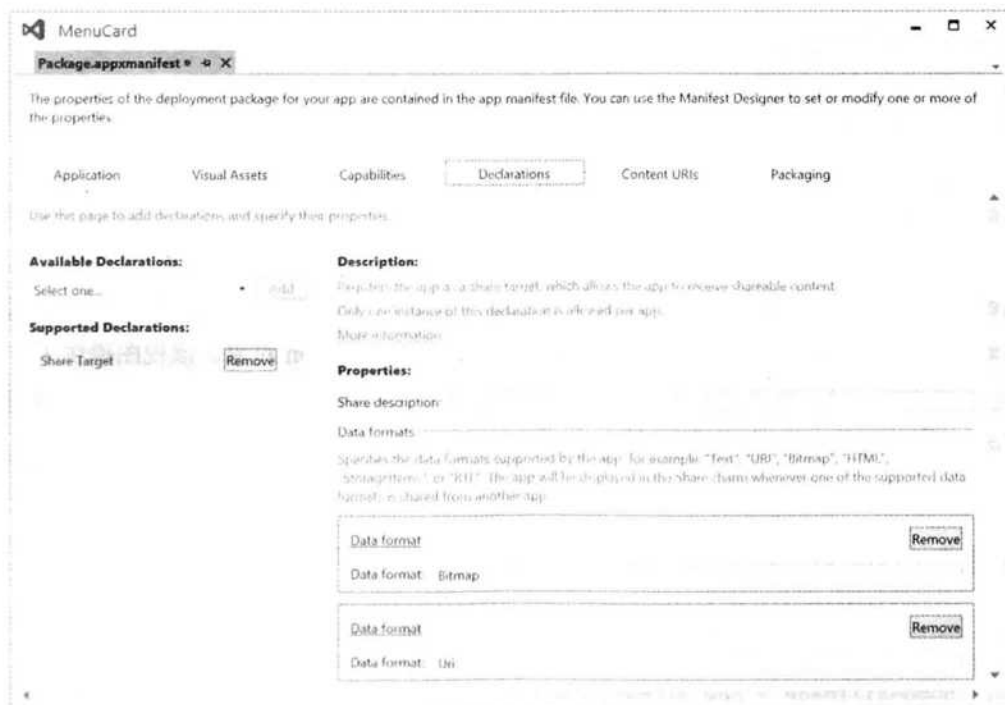 MenuCard
Package.appxmanifest
The properties of the deployment package for your app are contained in the app manifest file. You can use the Manifest Designer to set or modify one or more of
the properties.
Application Visual Assets Capabilities Declarations Content URIs Packaging
Use this page to add declarations and specify their properties.
Available Declarations:
Select one... Add
Supported Declarations:
Share Target Remove
Description:
Registers the app as a share target, which allows the app to receive shareable content.
Only one instance of this declaration is allowed per app.
More information
Properties:
Share description:
Data formats
Specifies the data formats supported by the app, for example: "Text", "URI", "Bitmap", "HTML",
"StorageItems", or "RTF". The app will be displayed in the Share charm whenever one of the supported data
formats is shared from another app.
Data format Remove
Data format: Bitmap
Data format Remove
Data format: Uri